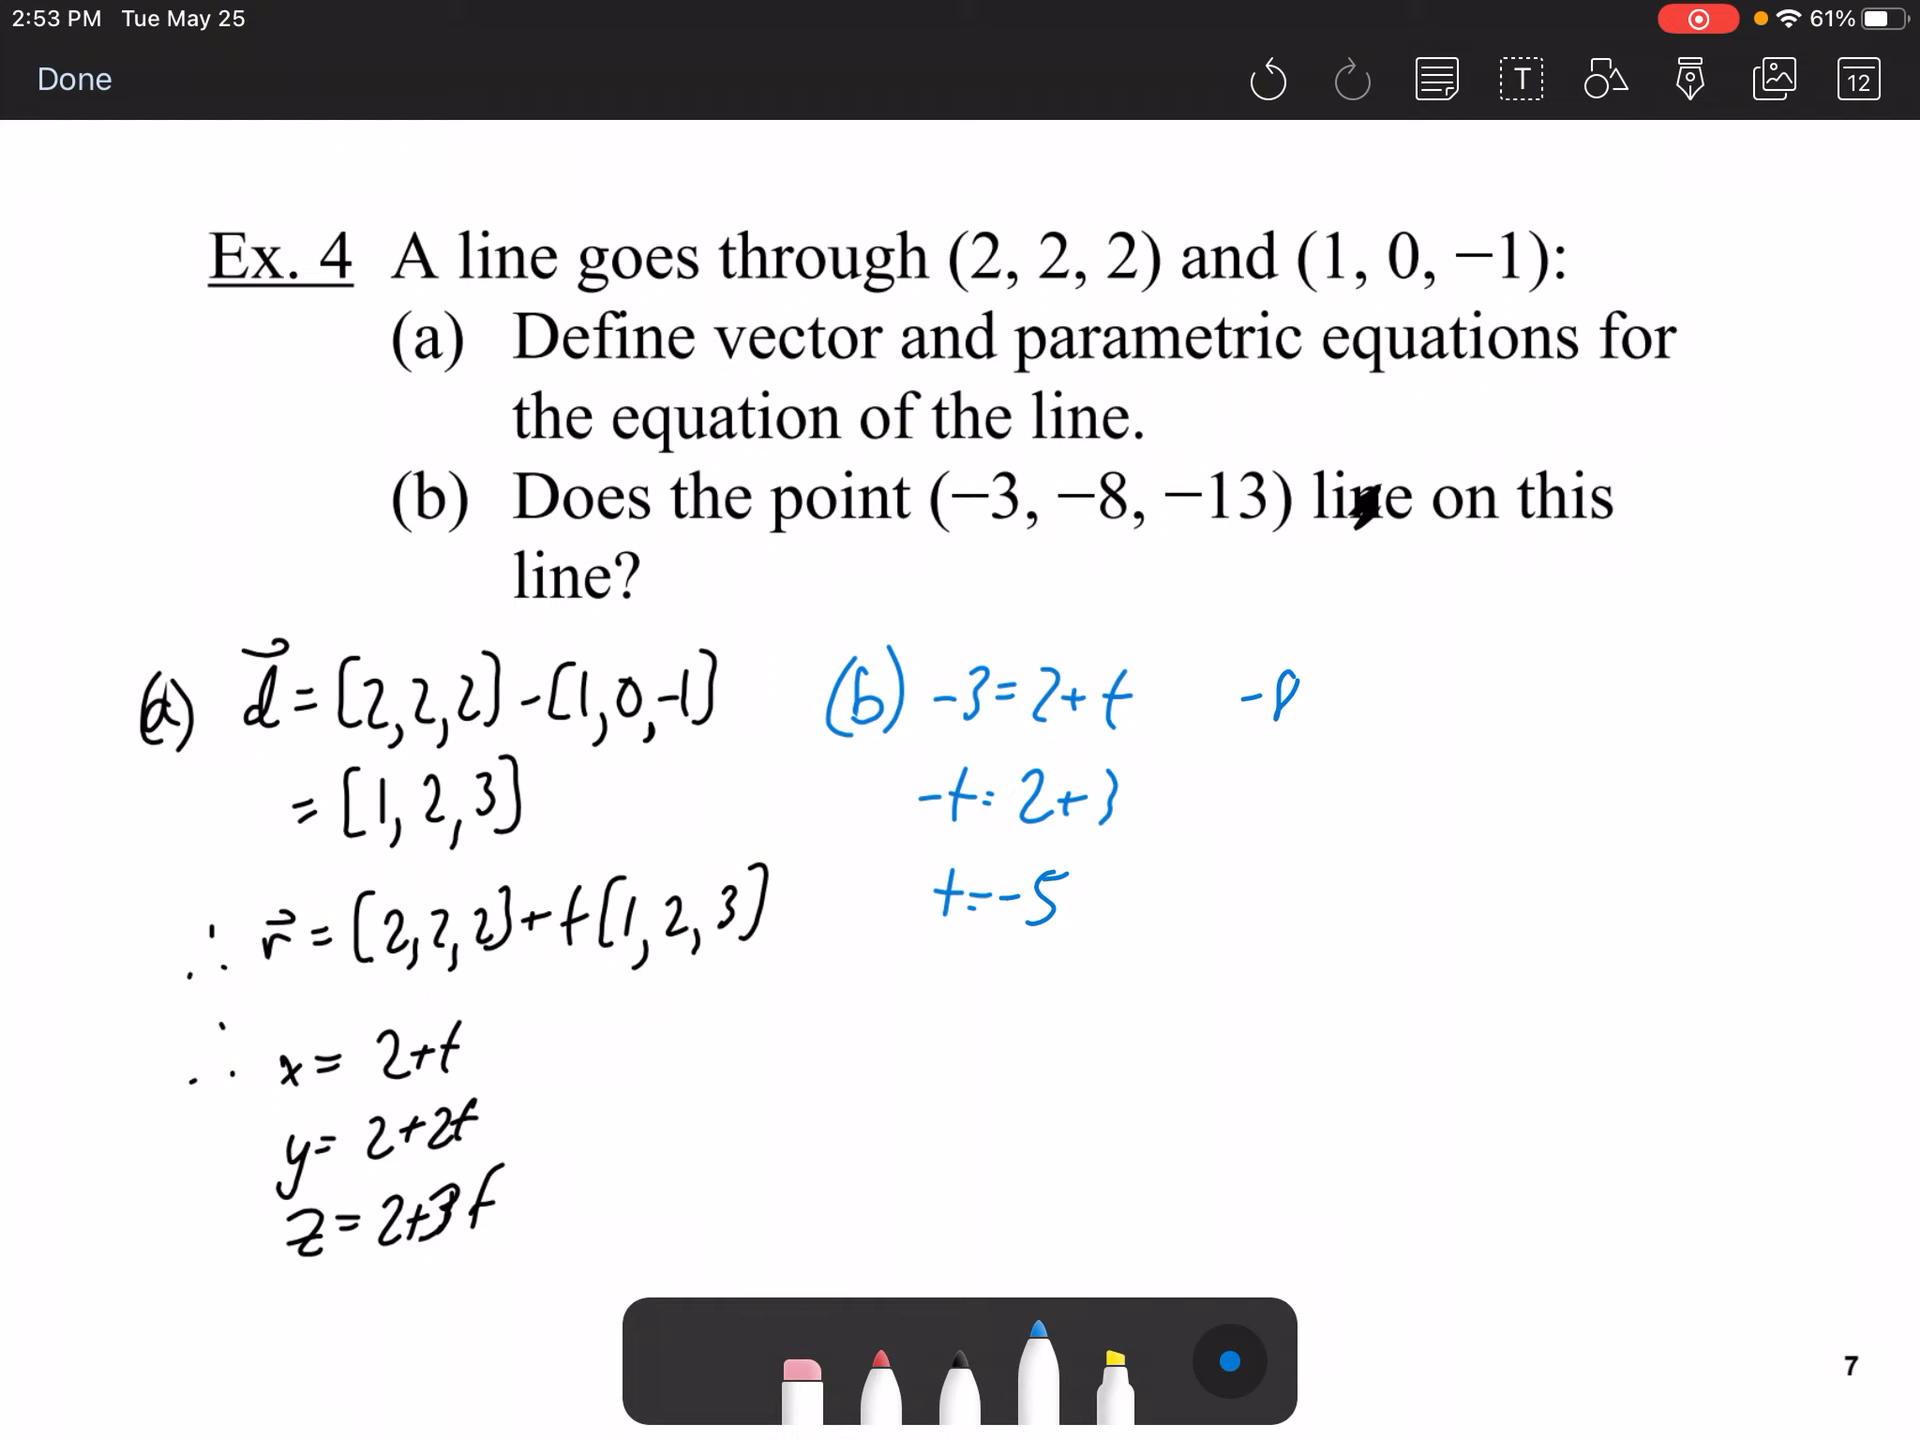 2:53 PM Tue May 25
61%
Done
T
12
Ex. 4 A line goes through (2, 2, 2) and (1, 0, −1):
(a) Define vector and parametric equations for
the equation of the line.
(b) Does the point (−3, −8, −13) line on this
line?
(a) d⃗ = [2,2,2] - [1,0,-1]
= [1,2,3]
∴ r⃗ = [2,2,2] + t[1,2,3]
∴ x = 2+t
y = 2+2t
z = 2+3t
(b) -3 = 2+t
-t = 2+3
t = -5
-8
7